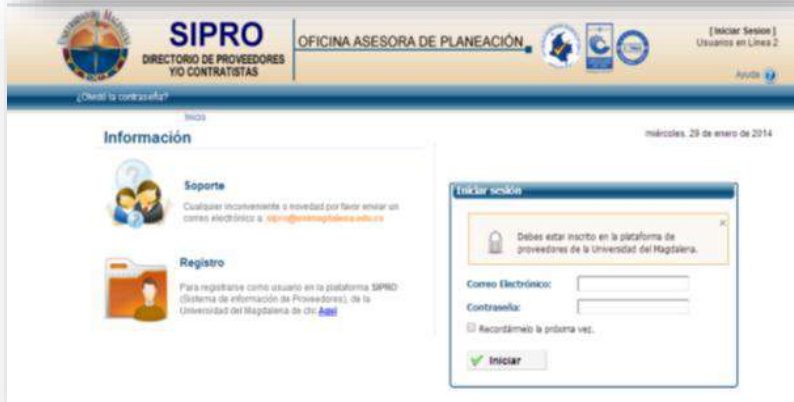 SIPRO
DIRECTORIO DE PROVEEDORES
Y/O CONTRATISTAS
OFICINA ASESORA DE PLANEACIÓN
[Iniciar Sesion]
Usuarios en Línea 2
Ayuda
¿Olvidó la contraseña?
Inicio
Información
miércoles, 29 de enero de 2014
Soporte
Cualquier inconveniente o novedad por favor enviar un
correo electrónico a: sipro@unimagdalena.edu.co
Registro
Para registrarse como usuario en la plataforma SIPRO
(Sistema de información de Proveedores), de la
Universidad del Magdalena de clic Aquí
Iniciar sesión
Debes estar inscrito en la plataforma de
proveedores de la Universidad del Magdalena.
Correo Electrónico:
Contraseña:
Recordármelo la próxima vez.
Iniciar